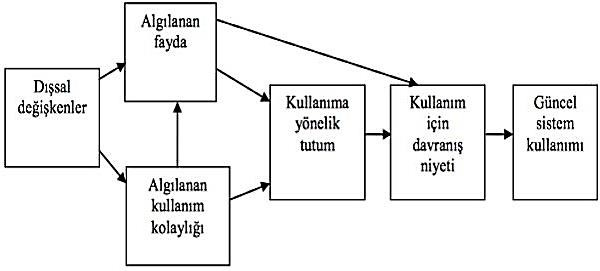 Dışsal
değişkenler
Algılanan
fayda
Algılanan
kullanım
kolaylığı
Kullanıma
yönelik
tutum
Kullanım
için
davranış
niyeti
Güncel
sistem
kullanımı